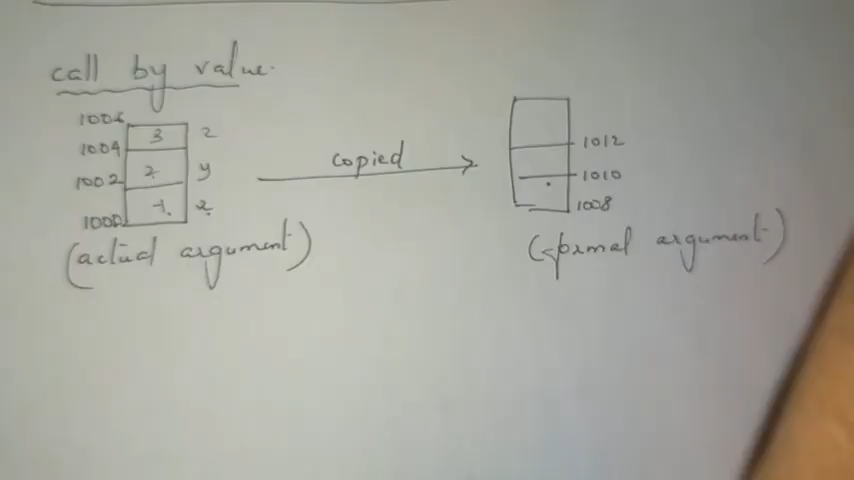 call by value.
1006
3 z
1004 copied 1012
2 y
1002 1010
1 x
1000 1008
(actual argument) (formal argument)